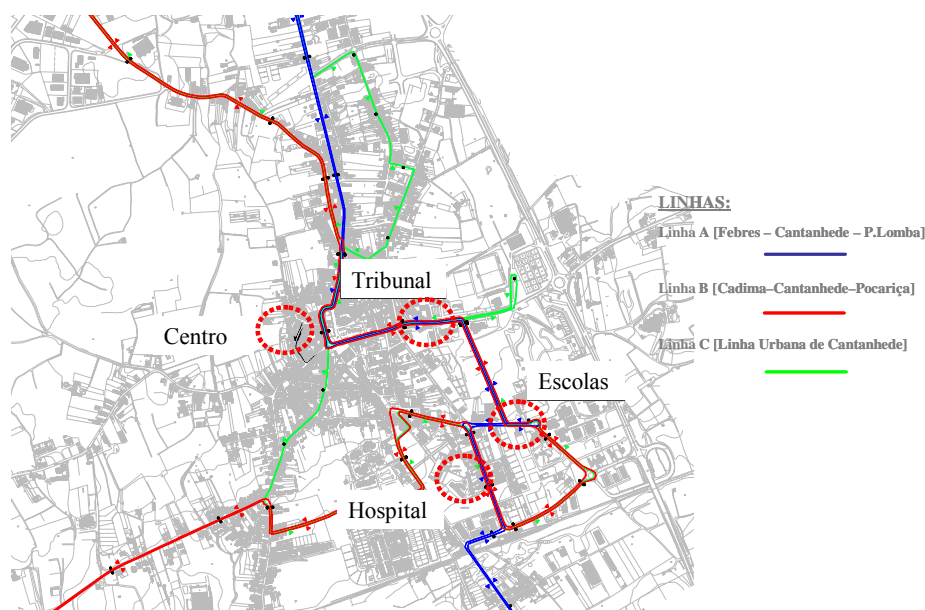 Tribunal
Centro
Escolas
Hospital
LINHAS:
Linha A [Febres – Cantanhede – P.Lomba]
Linha B [Cadima–Cantanhede–Pocariça]
Linha C [Linha Urbana de Cantanhede]